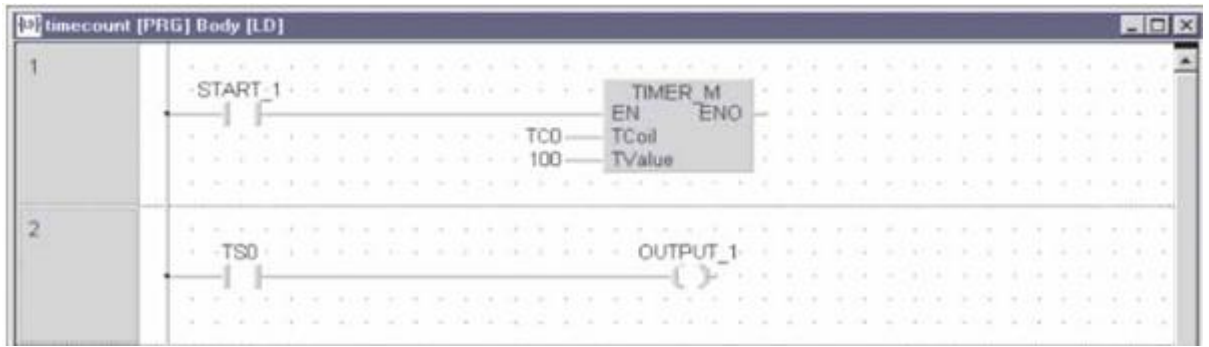 timecount [PRG] Body [LD]
1
START_1
TIMER_M
EN ENO
TC0 TCoil
100 TValue
2
TS0
OUTPUT_1